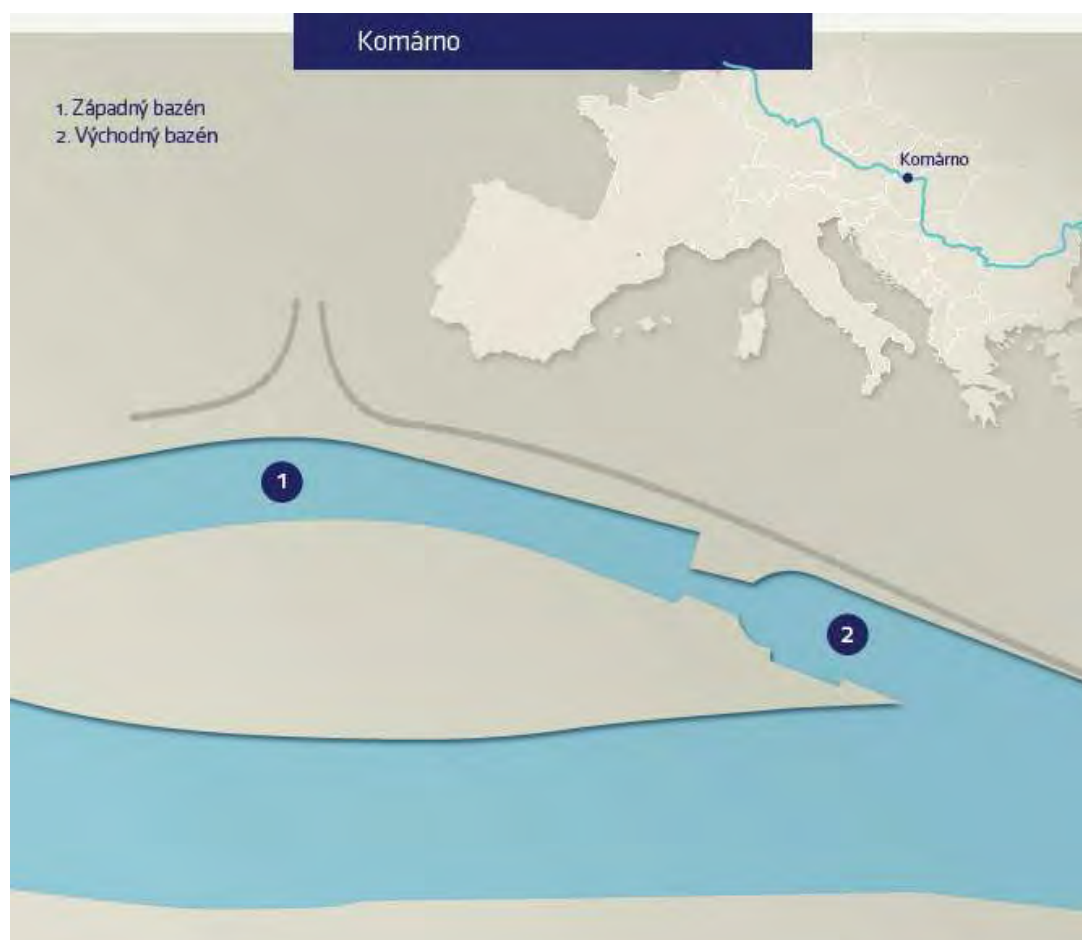 Komárno
1. Západný bazén
2. Východný bazén
Komárno
1
2